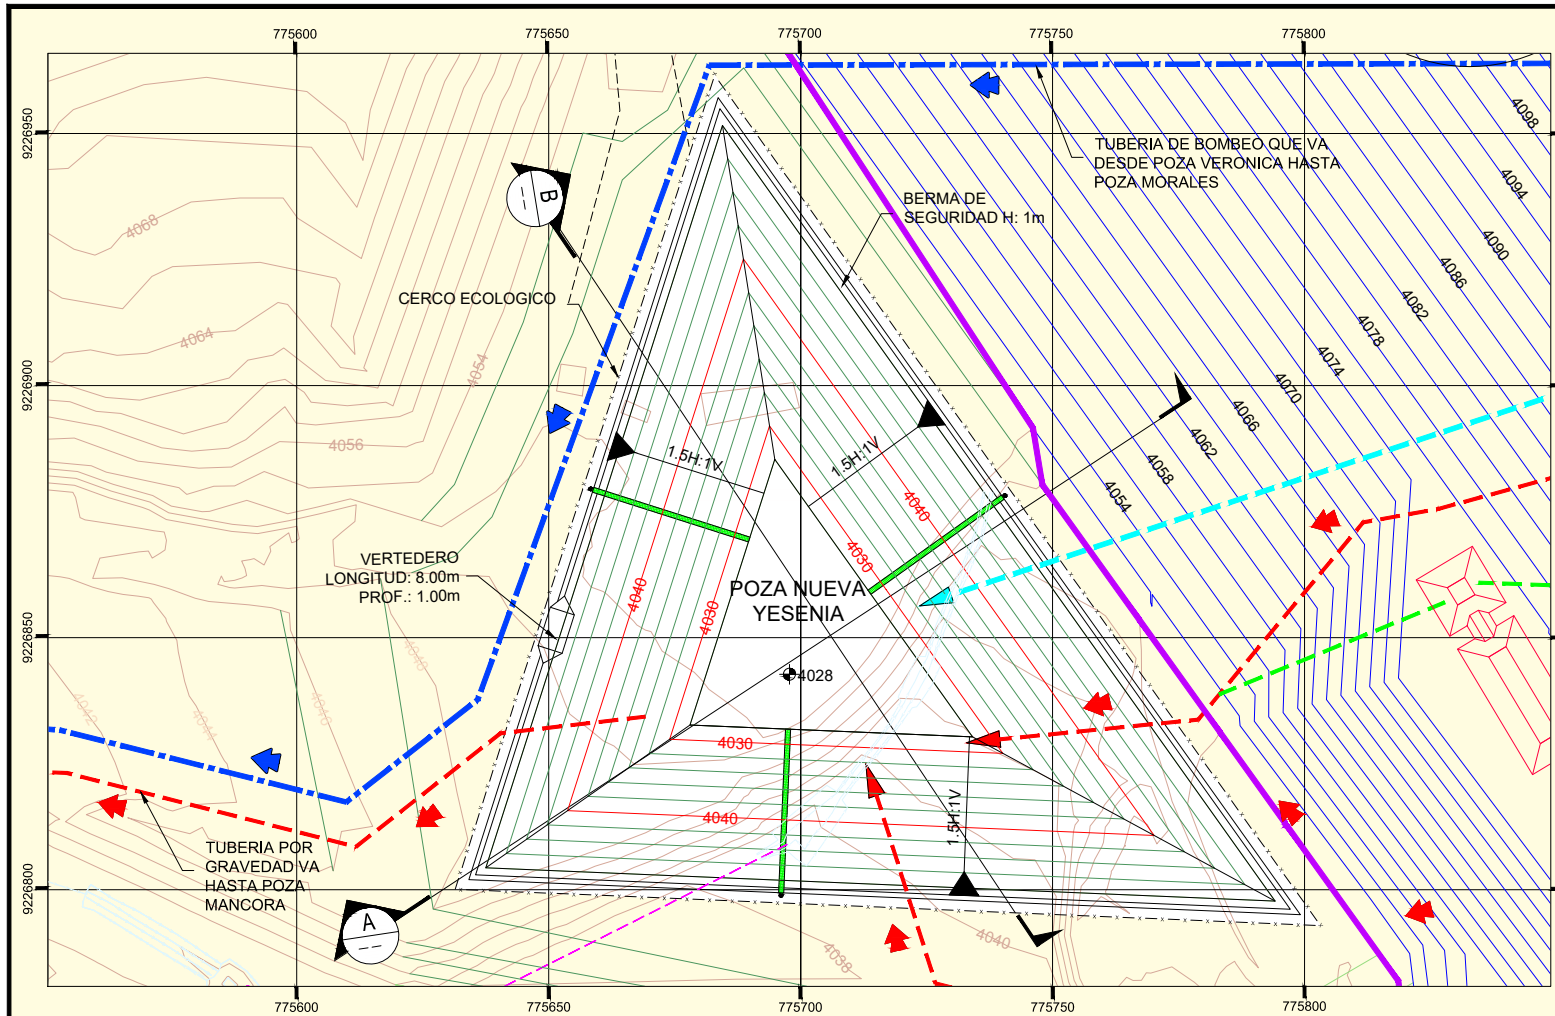 775600
775650
775700
775750
775800
9226950
9226900
9226850
9226800
TUBERIA DE BOMBEO QUE VA
DESDE POZA VERONICA HASTA
POZA MORALES
BERMA DE
SEGURIDAD H: 1m
CERCO ECOLOGICO
VERTEDERO
LONGITUD: 8.00m
PROF.: 1.00m
POZA NUEVA
YESENIA
4028
TUBERIA POR
GRAVEDAD VA
HASTA POZA
MANCORA
B
A
1.5H:1V
1.5H:1V
1.5H:1V
4040
4030
4040
4030
4030
4040
4098
4094
4090
4086
4082
4078
4074
4070
4066
4062
4058
4054
4068
4064
4056
4054
4040
4042
4044
4040
4038
4040
775600
775650
775700
775750
775800